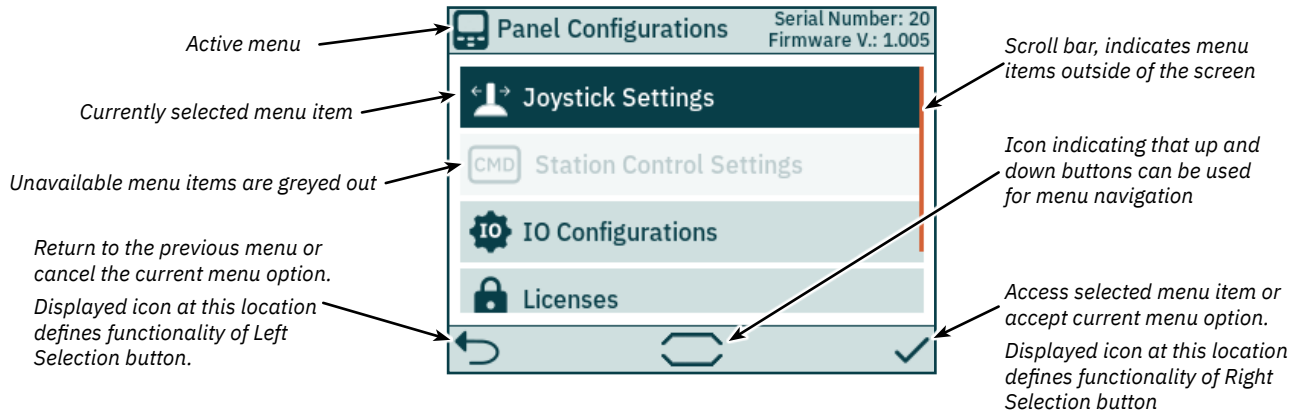 Active menu
Currently selected menu item
Unavailable menu items are greyed out
Return to the previous menu or
cancel the current menu option.
Displayed icon at this location
defines functionality of Left
Selection button.
Panel Configurations
Serial Number: 20
Firmware V.: 1.005
Joystick Settings
CMD Station Control Settings
IO IO Configurations
Licenses
Scroll bar, indicates menu
items outside of the screen
Icon indicating that up and
down buttons can be used
for menu navigation
Access selected menu item or
accept current menu option.
Displayed icon at this location
defines functionality of Right
Selection button